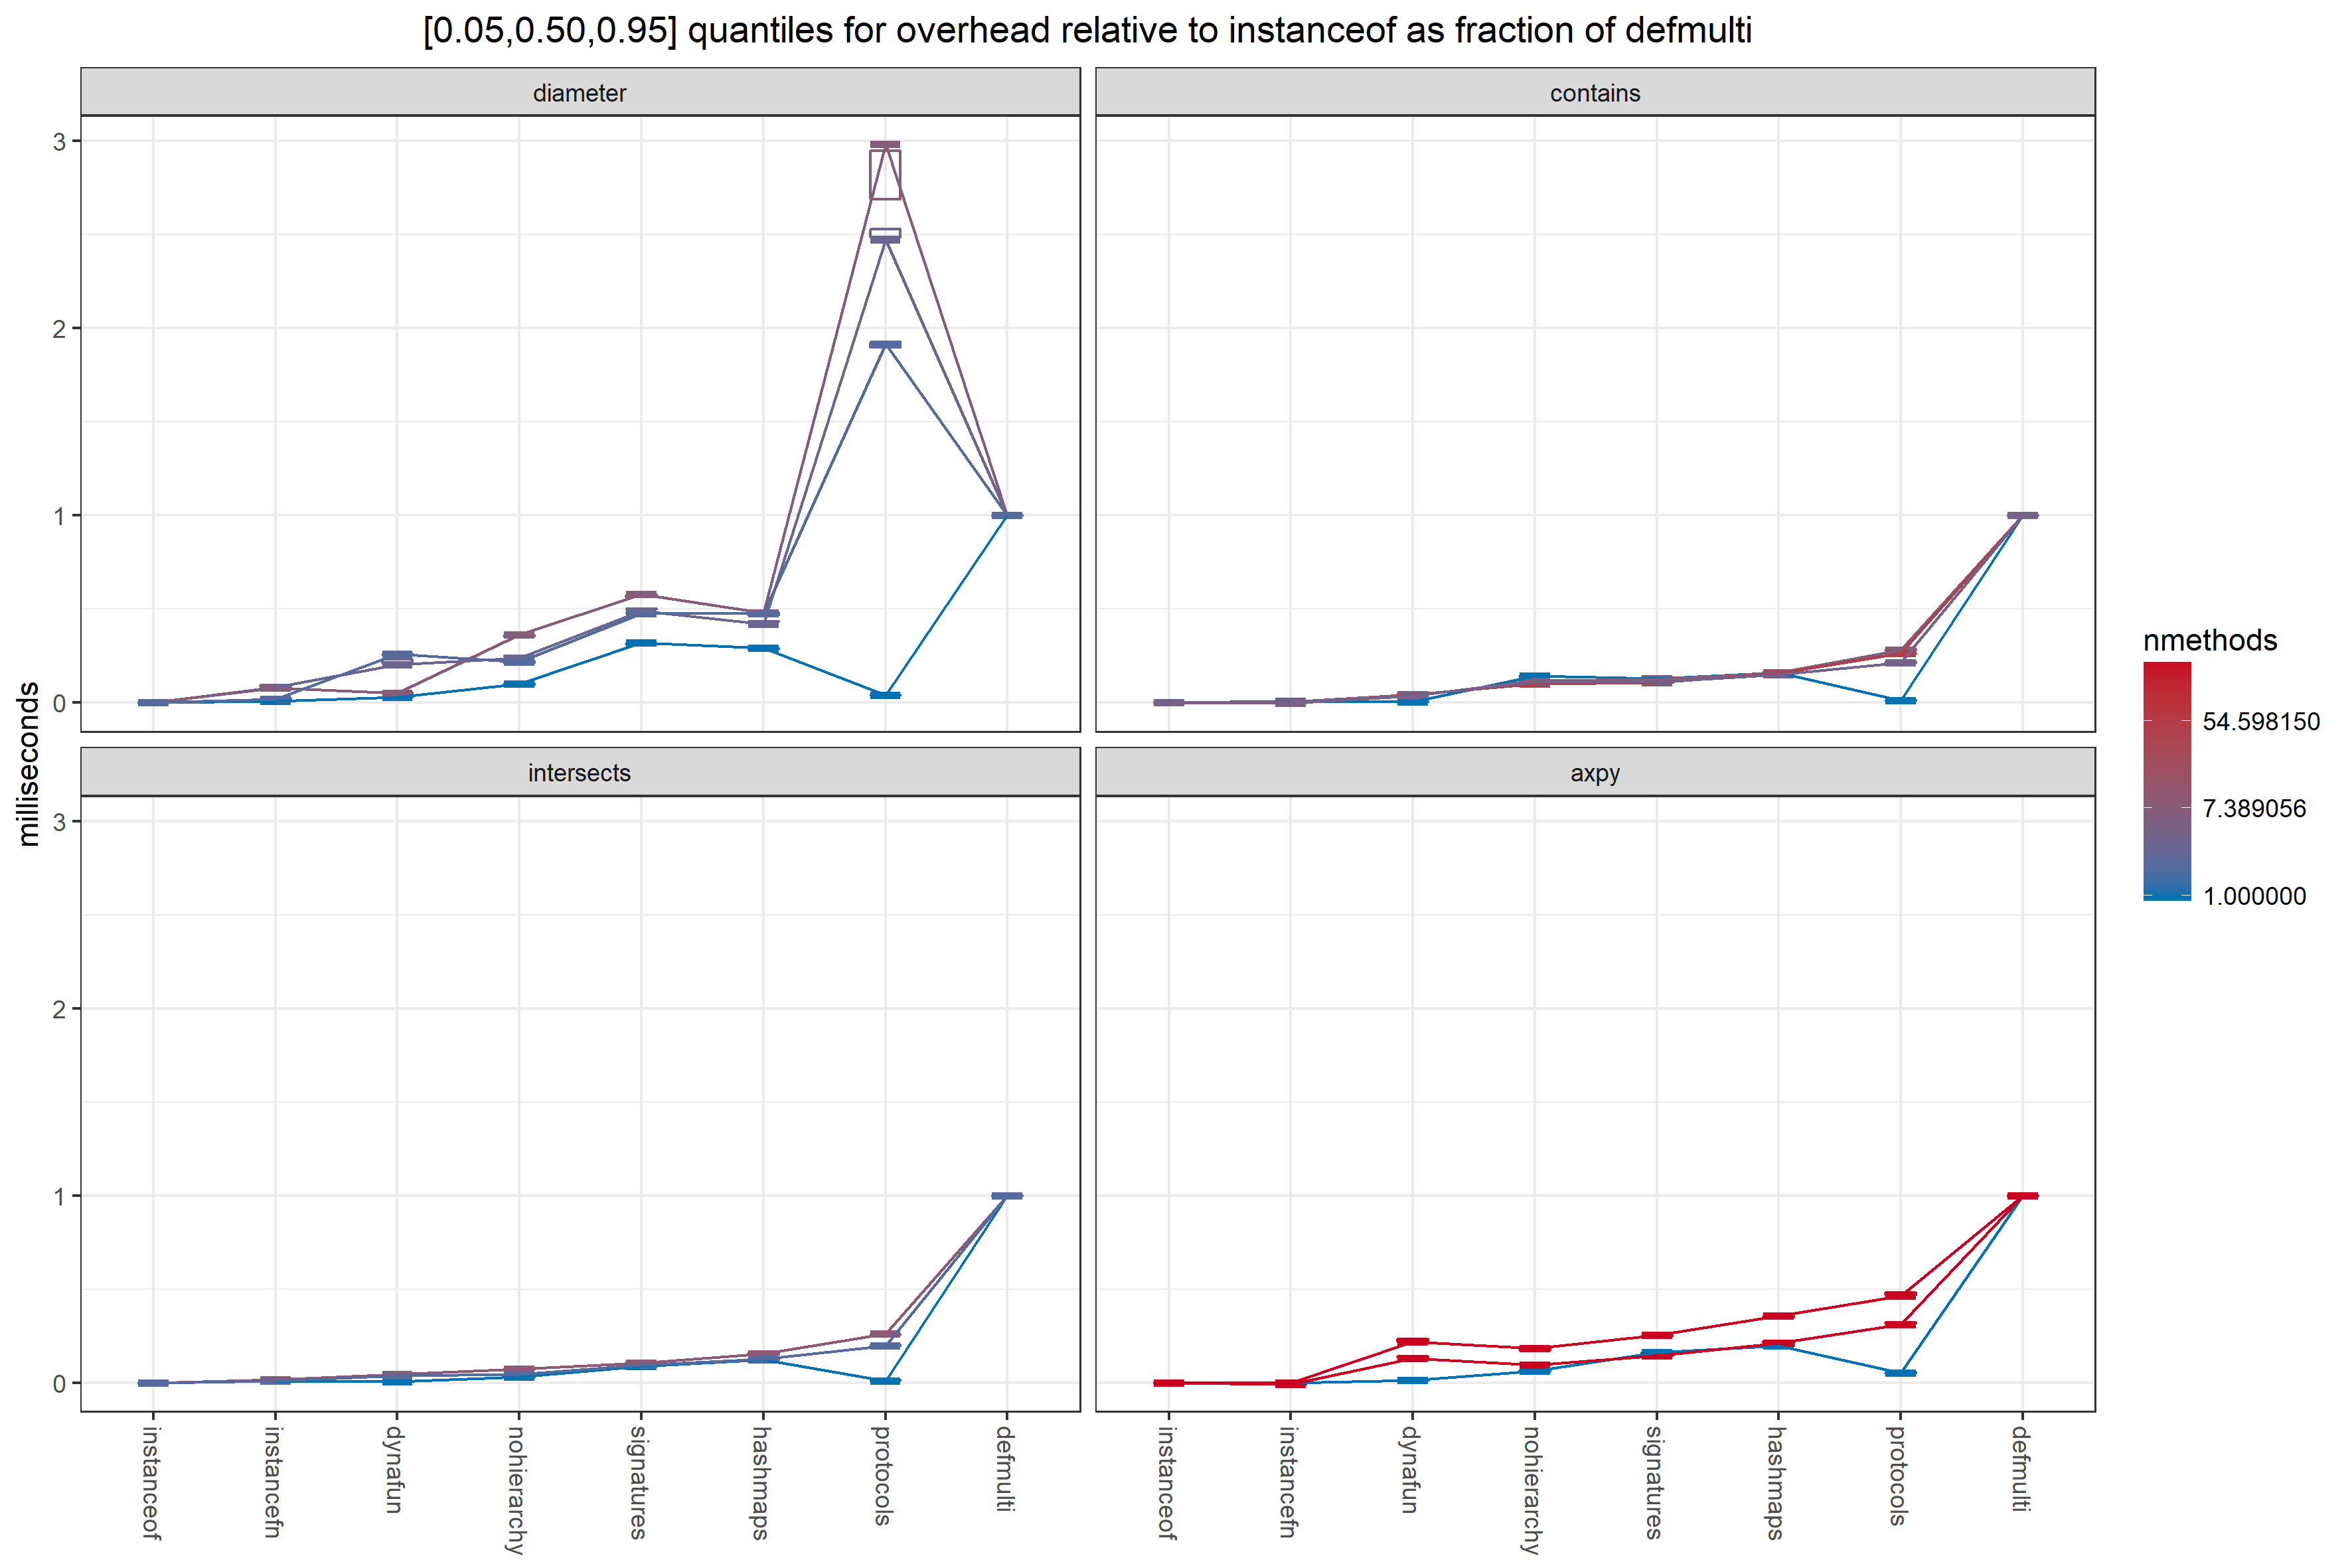 [0.05,0.50,0.95] quantiles for overhead relative to instanceof as fraction of defmulti
diameter
contains
3
2
1
0
intersects
axpy
3
2
1
0
milliseconds
instanceof
instancefn
dynafun
nohierarchy
signatures
hashmaps
protocols
defmulti
instanceof
instancefn
dynafun
nohierarchy
signatures
hashmaps
protocols
defmulti
nmethods
54.598150
7.389056
1.000000